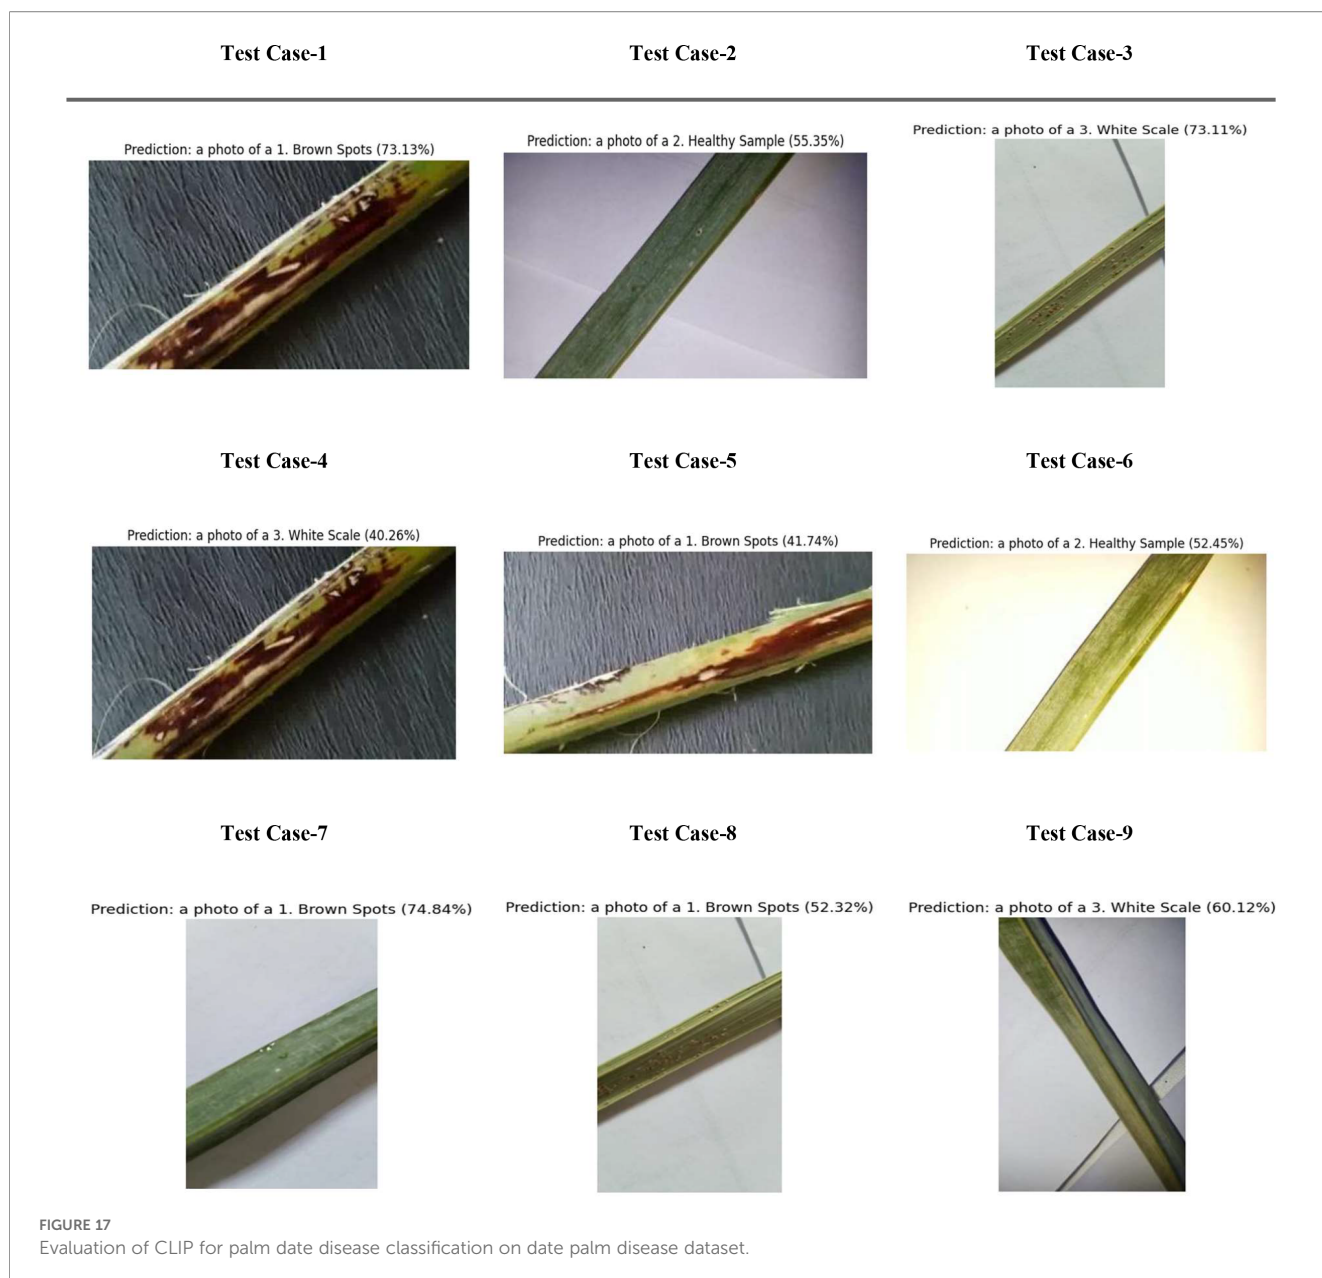 Test Case-1
Test Case-2
Test Case-3
Prediction: a photo of a 1. Brown Spots (73.13%)
Prediction: a photo of a 2. Healthy Sample (55.35%)
Prediction: a photo of a 3. White Scale (73.11%)
Test Case-4
Test Case-5
Test Case-6
Prediction: a photo of a 3. White Scale (40.26%)
Prediction: a photo of a 1. Brown Spots (41.74%)
Prediction: a photo of a 2. Healthy Sample (52.45%)
Test Case-7
Test Case-8
Test Case-9
Prediction: a photo of a 1. Brown Spots (74.84%)
Prediction: a photo of a 1. Brown Spots (52.32%)
Prediction: a photo of a 3. White Scale (60.12%)
FIGURE 17
Evaluation of CLIP for palm date disease classification on date palm disease dataset.